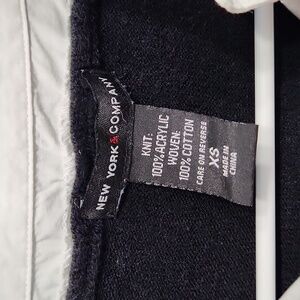 NEW YORK & COMPANY
KNIT:
100% ACRYLIC
WOVEN:
100% COTTON
CARE ON REVERSE
XS
MADE IN
CHINA